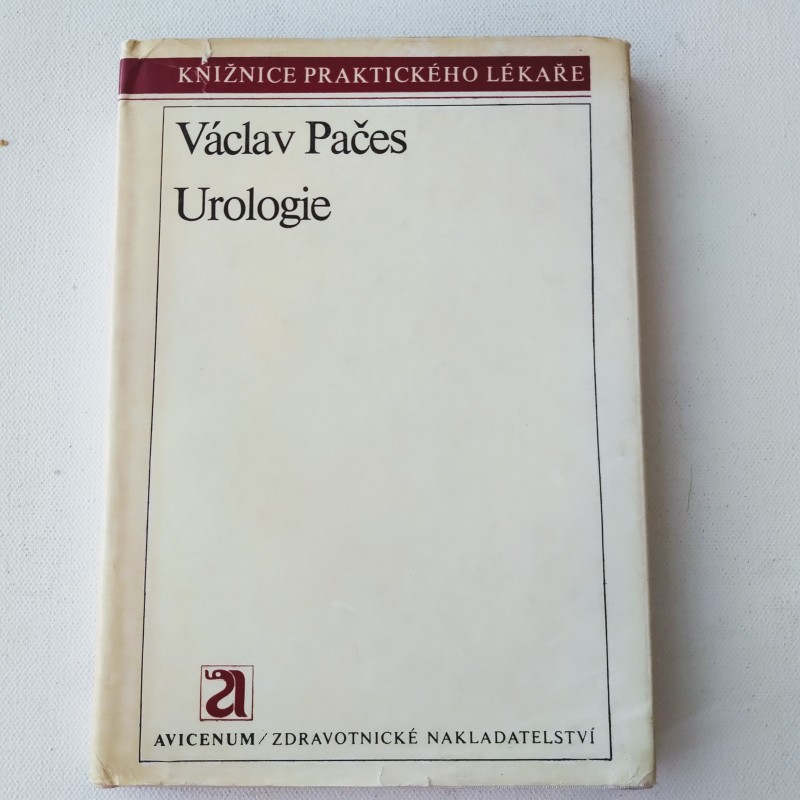 KNIŽNICE PRAKTICKÉHO LÉKAŘE
Václav Pačes
Urologie
AVICENUM/ZDRAVOTNICKÉ NAKLADATELSTVÍ